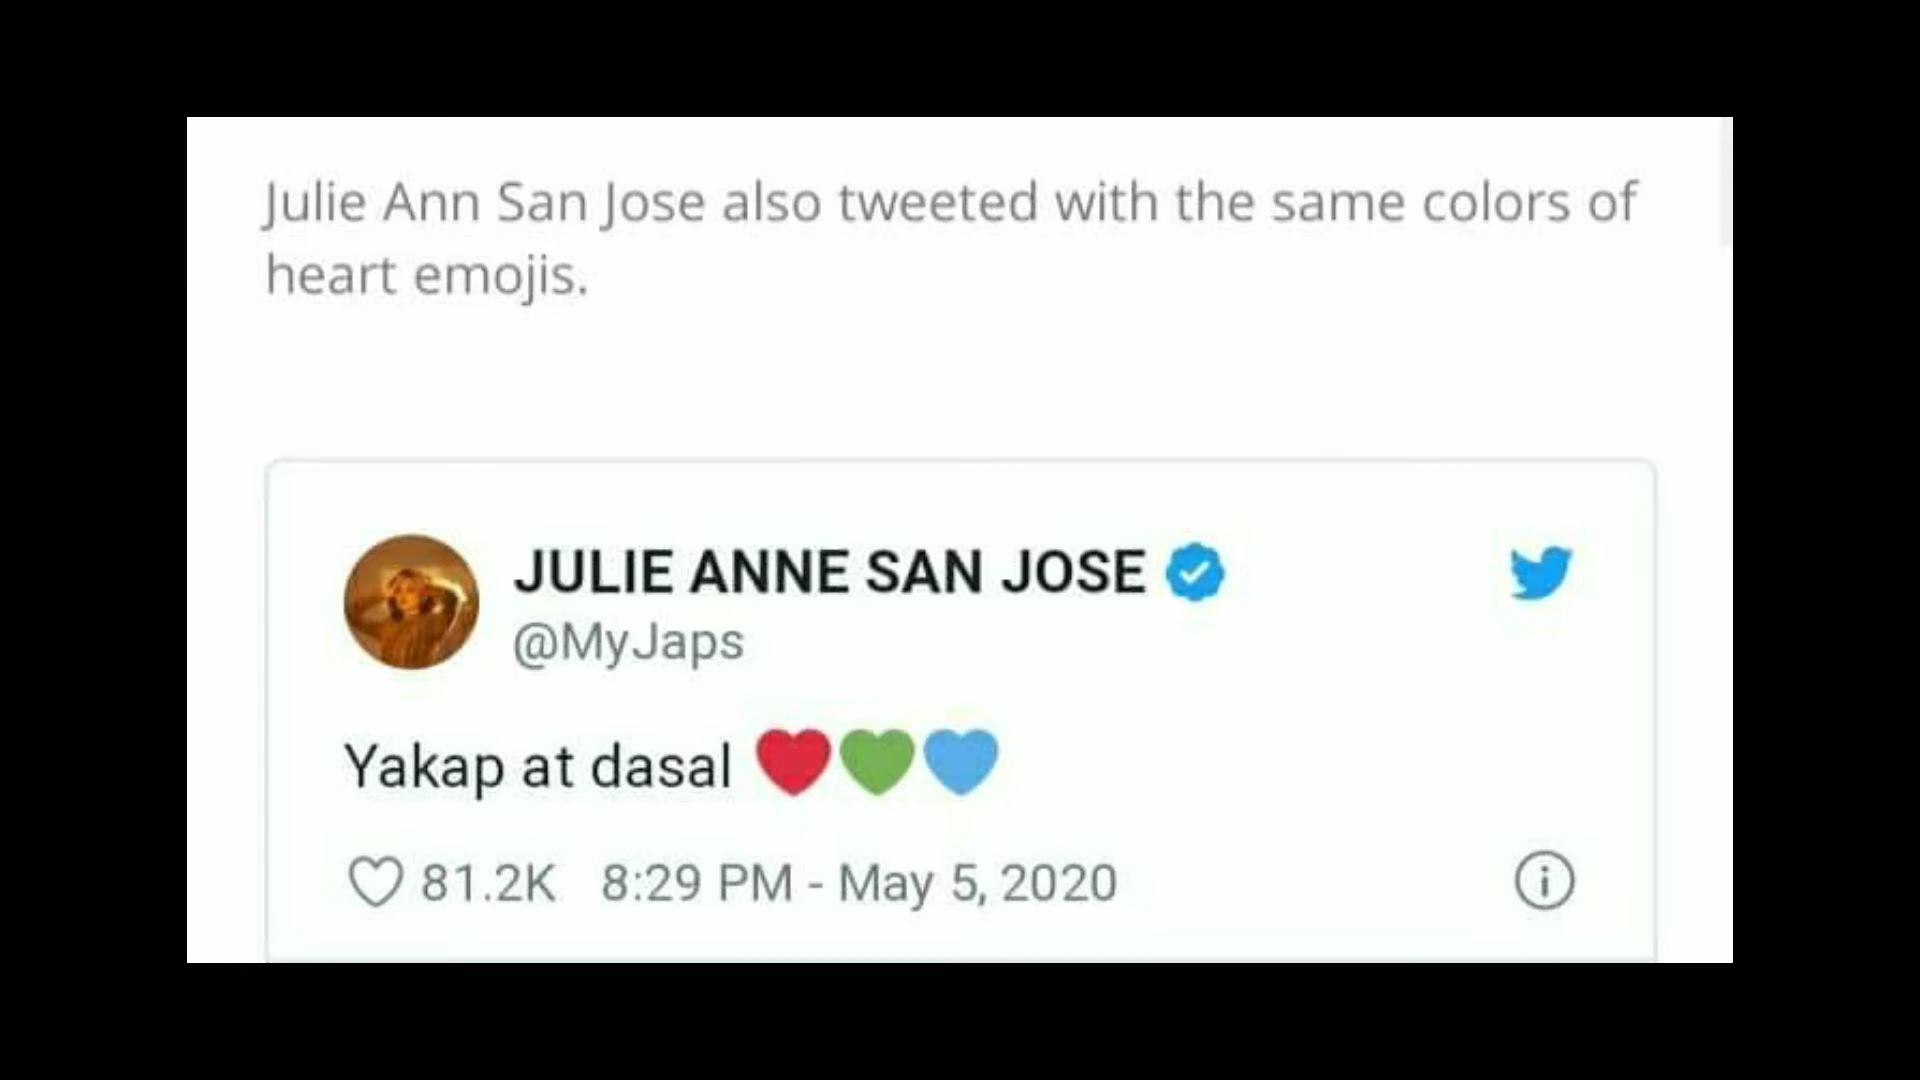 Julie Ann San Jose also tweeted with the same colors of
heart emojis.
JULIE ANNE SAN JOSE
@MyJaps
Yakap at dasal ❤️💚💙
81.2K 8:29 PM - May 5, 2020